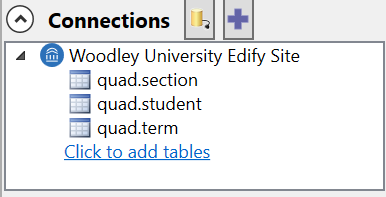 Connections
Woodley University Edify Site
quad.section
quad.student
quad.term
Click to add tables